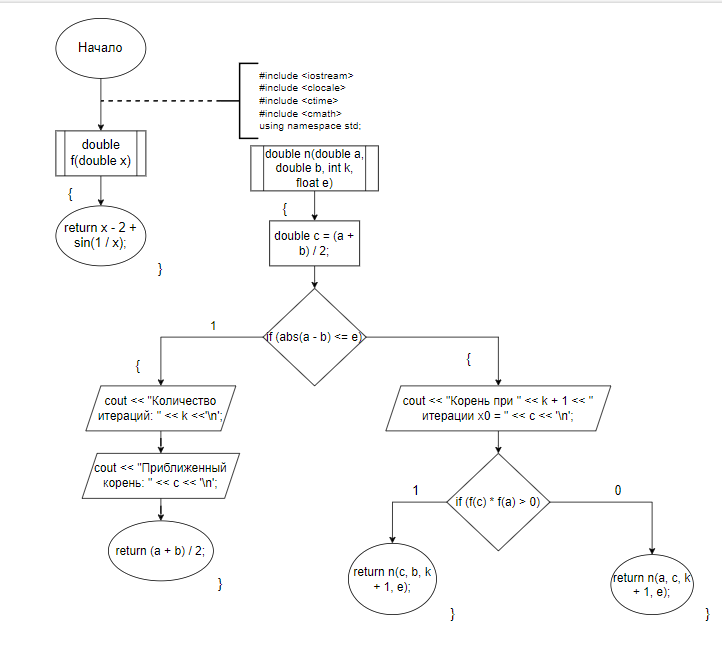 Начало
#include <iostream>
#include <clocale>
#include <ctime>
#include <cmath>
using namespace std;
double
f(double x)
{
return x - 2 +
sin(1 / x);
}
double n(double a,
double b, int k,
float e)
{
double c = (a +
b) / 2;
if (abs(a - b) <= e)
1
{
cout << "Количество
итераций: " << k <<'\n';
cout << "Приближенный
корень: " << c << '\n';
return (a + b) / 2;
}
{
cout << "Корень при " << k + 1 << "
итерации x0 = " << c << '\n';
if (f(c) * f(a) > 0)
1
0
return n(c, b, k
+ 1, e);
}
return n(a, c, k
+ 1, e);
}